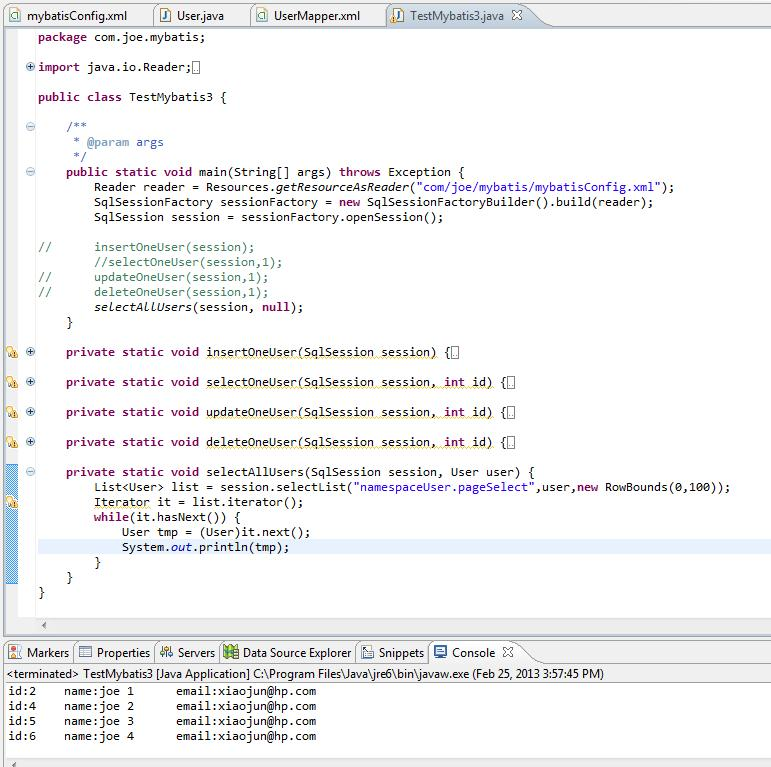 mybatisConfig.xml User.java UserMapper.xml TestMybatis3.java
package com.joe.mybatis;
import java.io.Reader;
public class TestMybatis3 {
/**
* @param args
*/
public static void main(String[] args) throws Exception {
Reader reader = Resources.getResourceAsReader("com/joe/mybatis/mybatisConfig.xml");
SqlSessionFactory sessionFactory = new SqlSessionFactoryBuilder().build(reader);
SqlSession session = sessionFactory.openSession();
// insertOneUser(session);
//selectOneUser(session,1);
// updateOneUser(session,1);
// deleteOneUser(session,1);
selectAllUsers(session, null);
}
private static void insertOneUser(SqlSession session) {
private static void selectOneUser(SqlSession session, int id) {
private static void updateOneUser(SqlSession session, int id) {
private static void deleteOneUser(SqlSession session, int id) {
private static void selectAllUsers(SqlSession session, User user) {
List<User> list = session.selectList("namespaceUser.pageSelect",user,new RowBounds(0,100));
Iterator it = list.iterator();
while(it.hasNext()) {
User tmp = (User)it.next();
System.out.println(tmp);
}
}
}
Markers Properties Servers Data Source Explorer Snippets Console
<terminated> TestMybatis3 [Java Application] C:\Program Files\Java\jre6\bin\javaw.exe (Feb 25, 2013 3:57:45 PM)
id:2 name:joe 1 email:xiaojun@hp.com
id:4 name:joe 2 email:xiaojun@hp.com
id:5 name:joe 3 email:xiaojun@hp.com
id:6 name:joe 4 email:xiaojun@hp.com